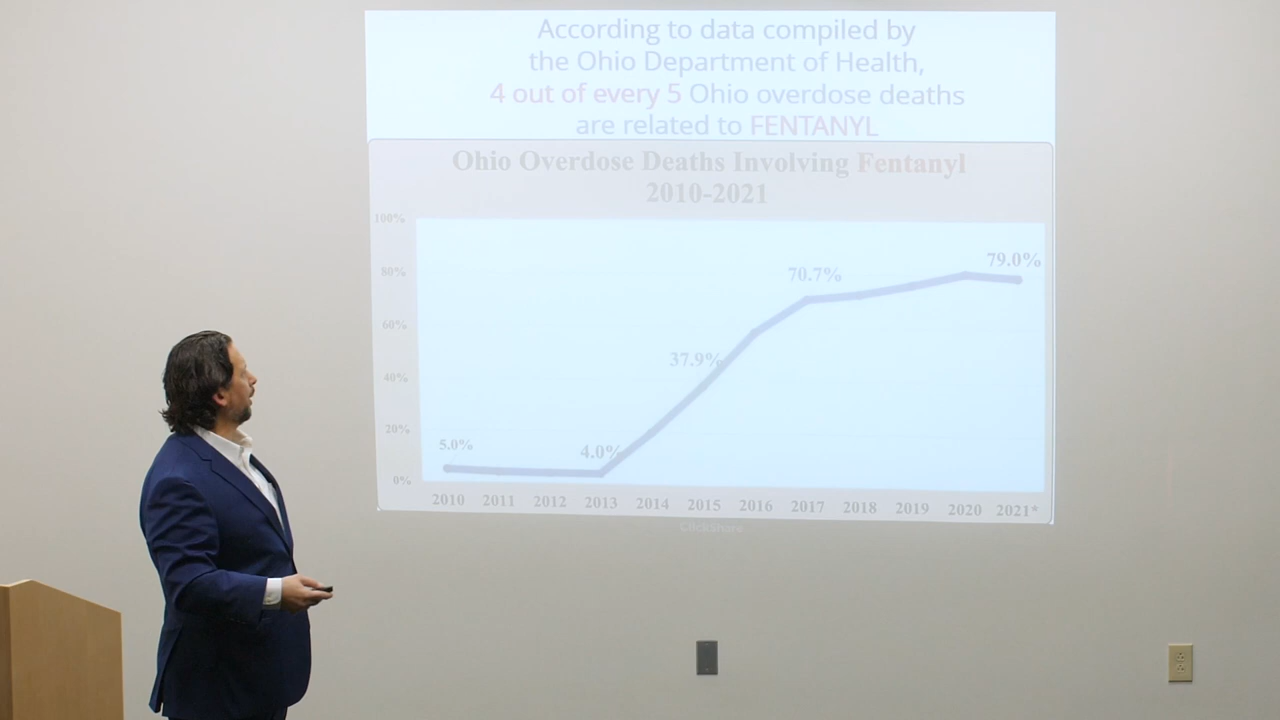 According to data compiled by
the Ohio Department of Health,
4 out of every 5 Ohio overdose deaths
are related to FENTANYL
Ohio Overdose Deaths Involving Fentanyl
2010-2021
100%
80%
60%
40%
20%
0%
5.0%
4.0%
37.9%
70.7%
79.0%
2010 2011 2012 2013 2014 2015 2016 2017 2018 2019 2020 2021*
ClickShare